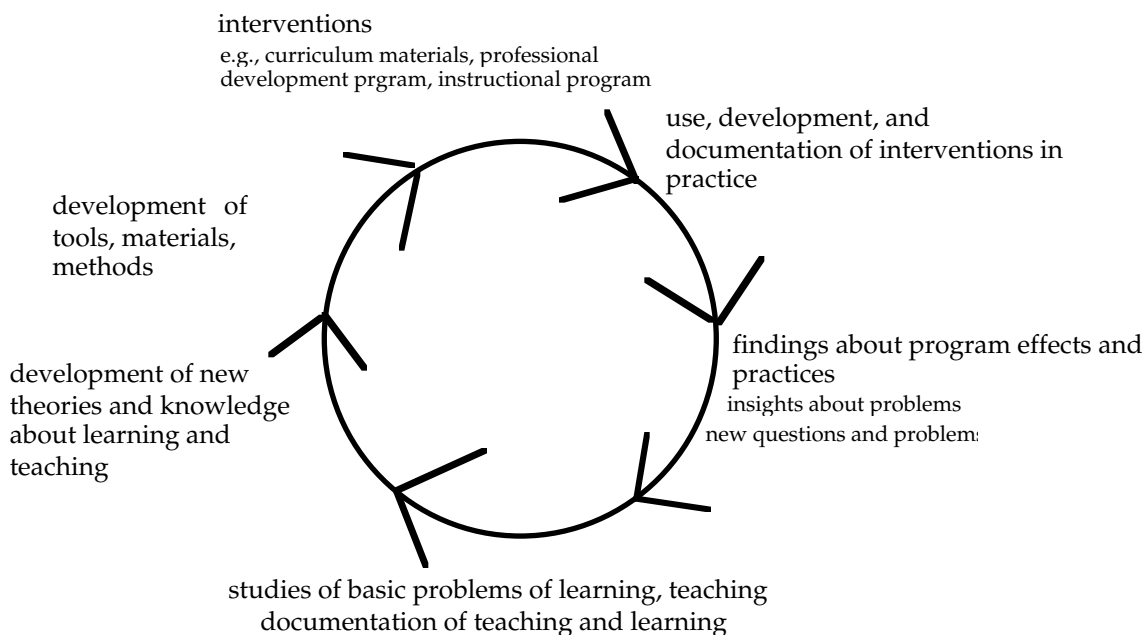 interventions
e.g., curriculum materials, professional
development prgram, instructional program
use, development, and
documentation of interventions in
practice
findings about program effects and
practices
insights about problems
new questions and problems
studies of basic problems of learning, teaching
documentation of teaching and learning
development of new
theories and knowledge
about learning and
teaching
development of
tools, materials,
methods